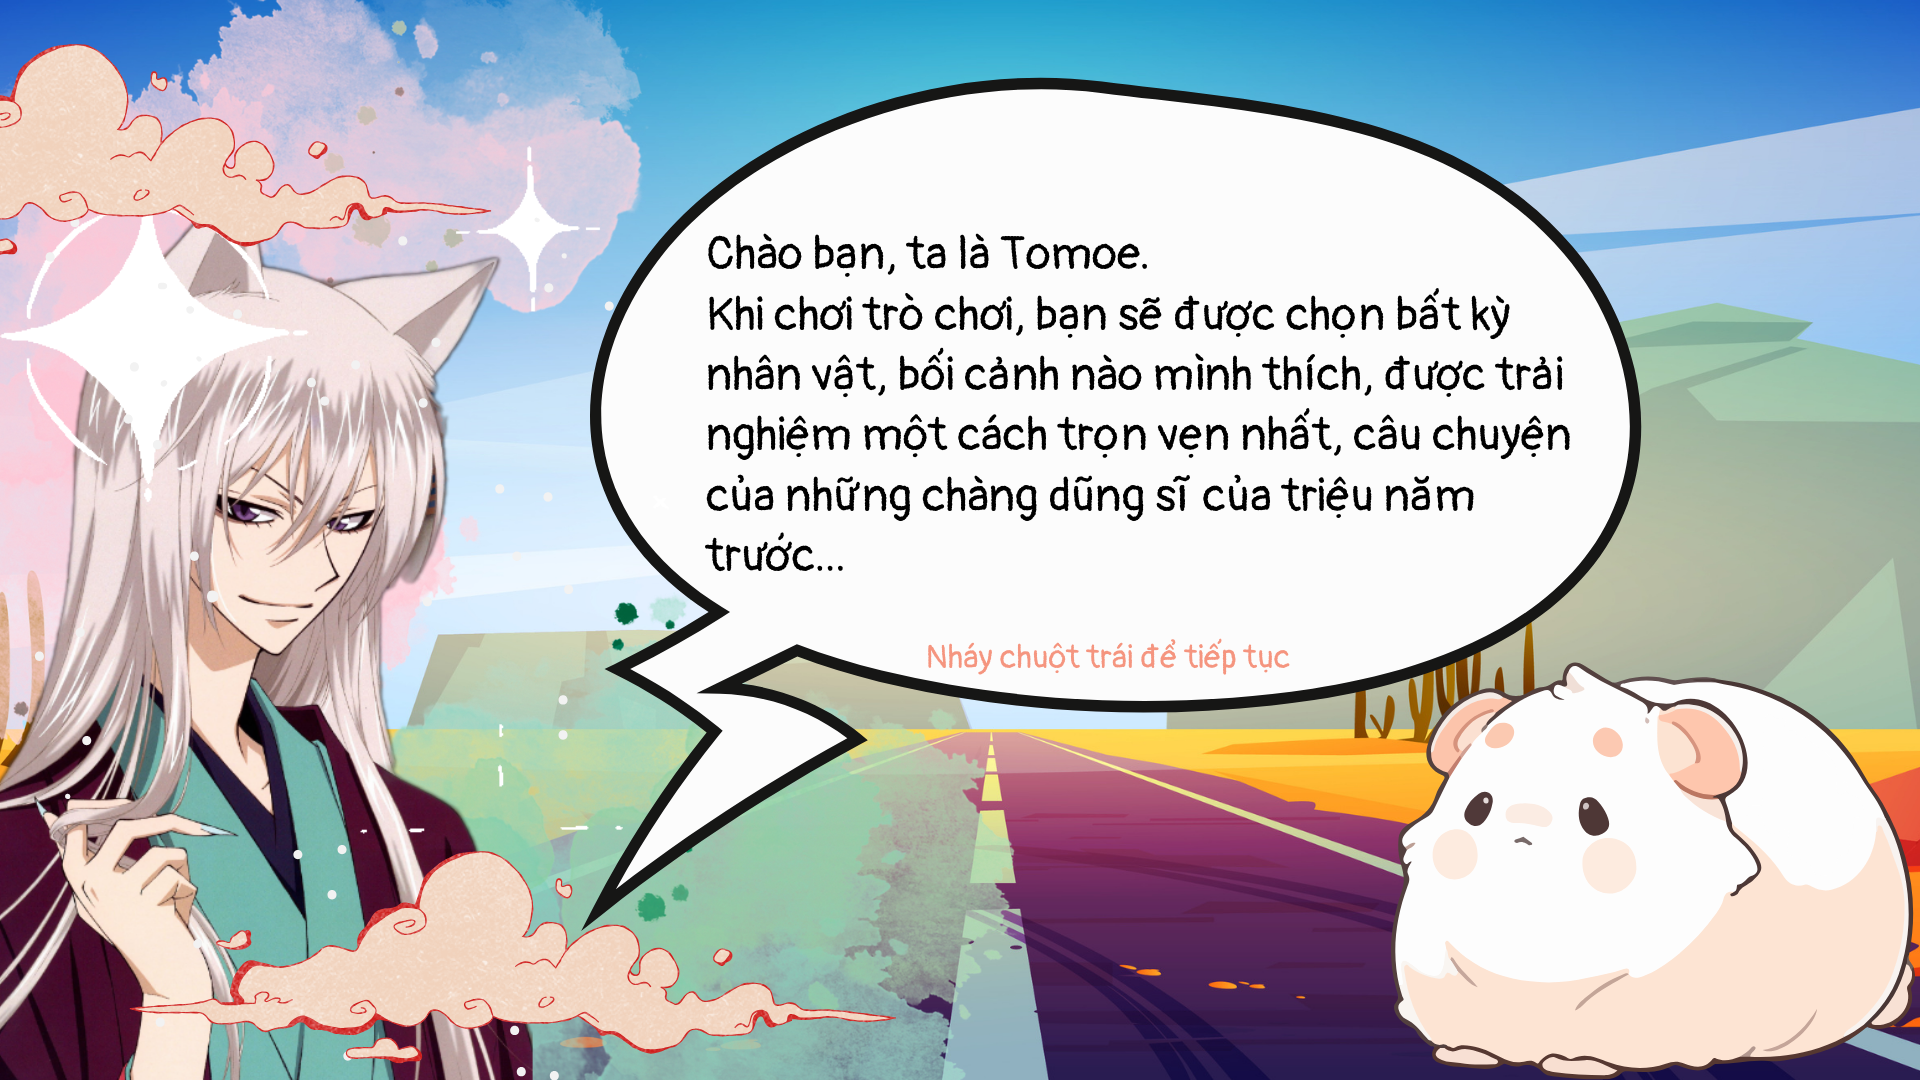 Chào bạn, ta là Tomoe.
Khi chơi trò chơi, bạn sẽ được chọn bất kỳ
nhân vật, bối cảnh nào mình thích, được trải
nghiệm một cách trọn vẹn nhất, câu chuyện
của những chàng dũng sĩ của triệu năm
trước...
Nháy chuột trái để tiếp tục